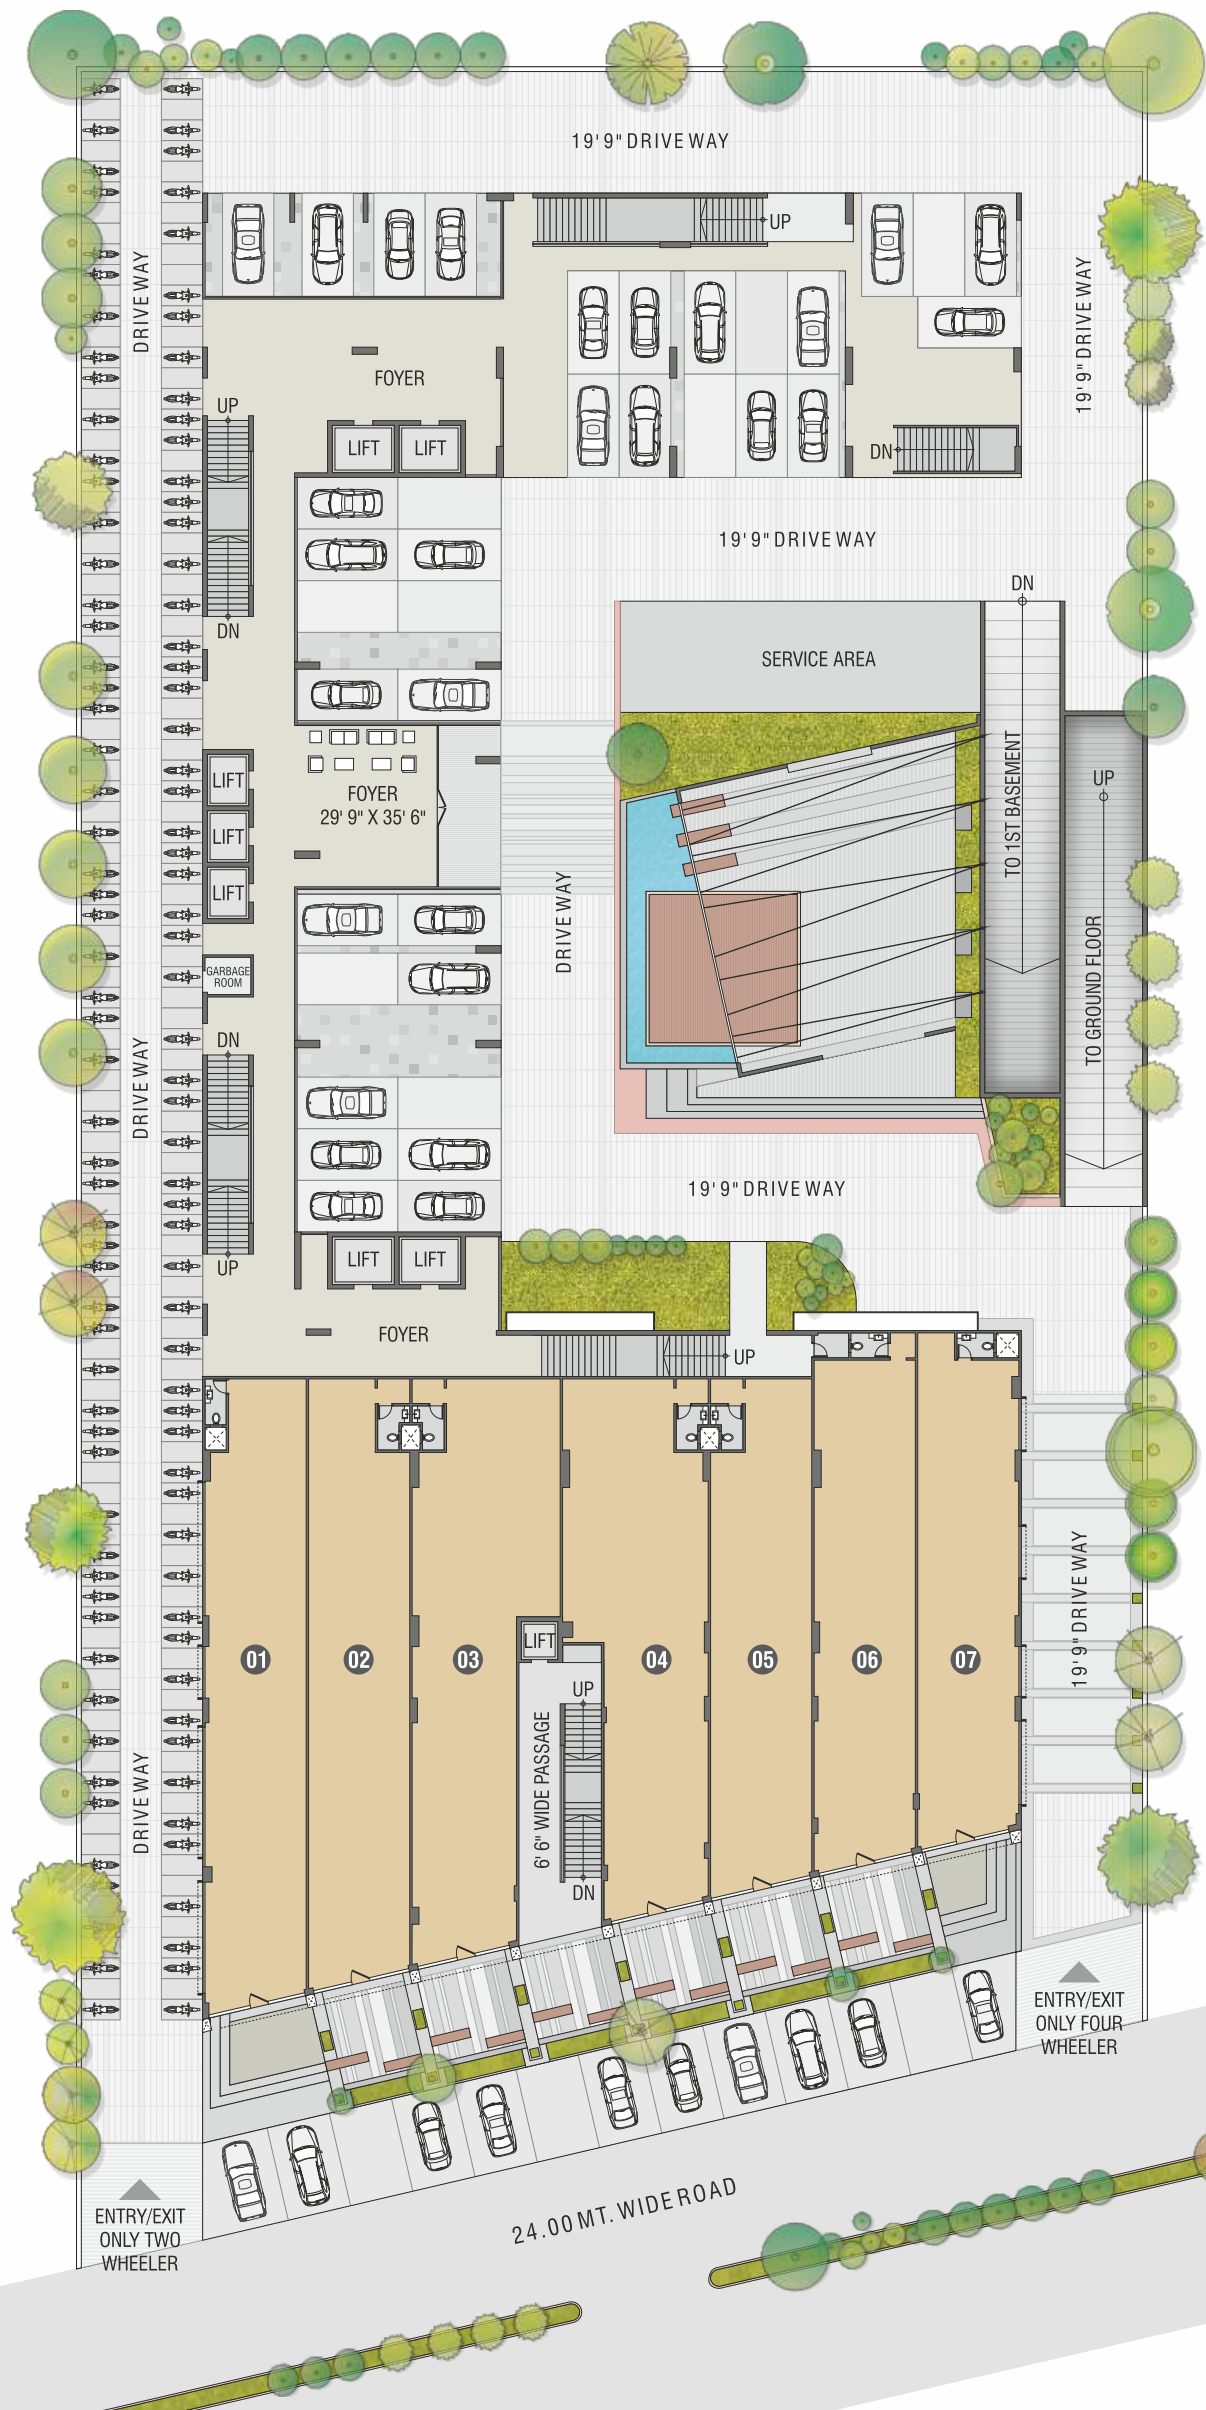 19'9" DRIVE WAY
UP
DRIVE WAY
19'9" DRIVE WAY
FOYER
UP
LIFT
LIFT
DN
19'9" DRIVE WAY
DN
DN
SERVICE AREA
TO 1ST BASEMENT
UP
LIFT
FOYER
29' 9" X 35' 6"
LIFT
LIFT
DRIVE WAY
TO GROUND FLOOR
GARBAGE
ROOM
DN
DRIVE WAY
19'9" DRIVE WAY
UP
LIFT
LIFT
FOYER
UP
19'9" DRIVE WAY
LIFT
01
02
03
04
05
06
07
UP
6' 6" WIDE PASSAGE
DRIVE WAY
DN
ENTRY/EXIT
ONLY FOUR
WHEELER
24.00 MT. WIDE ROAD
ENTRY/EXIT
ONLY TWO
WHEELER